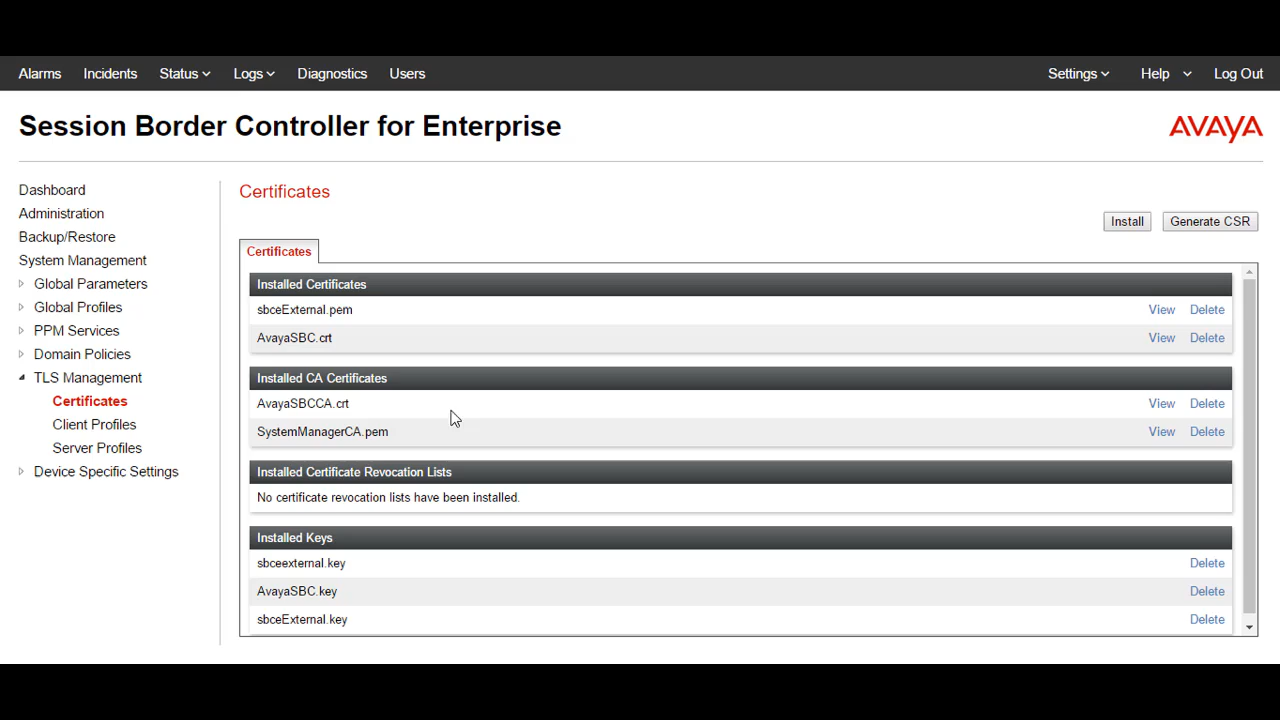 Alarms Incidents Status Logs Diagnostics Users Settings Help Log Out
Session Border Controller for Enterprise
AVAYA
Dashboard
Administration
Backup/Restore
System Management
Global Parameters
Global Profiles
PPM Services
Domain Policies
TLS Management
Certificates
Client Profiles
Server Profiles
Device Specific Settings
Certificates
Install Generate CSR
Certificates
Installed Certificates
sbceExternal.pem View Delete
AvayaSBC.crt View Delete
Installed CA Certificates
AvayaSBCCA.crt View Delete
SystemManagerCA.pem View Delete
Installed Certificate Revocation Lists
No certificate revocation lists have been installed.
Installed Keys
sbceexternal.key Delete
AvayaSBC.key Delete
sbceExternal.key Delete